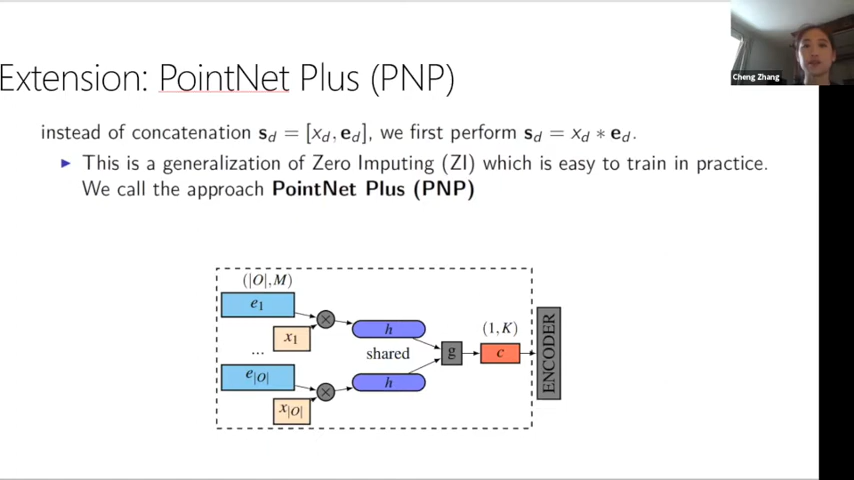 Extension: PointNet Plus (PNP)
Cheng Zhang
instead of concatenation s_d = [x_d, e_d], we first perform s_d = x_d * e_d.
▶ This is a generalization of Zero Imputing (ZI) which is easy to train in practice.
We call the approach PointNet Plus (PNP)
(|O|, M)
e_1
x_1
...
e_|O|
x_|O|
h
shared
h
g
(1, K)
c
ENCODER